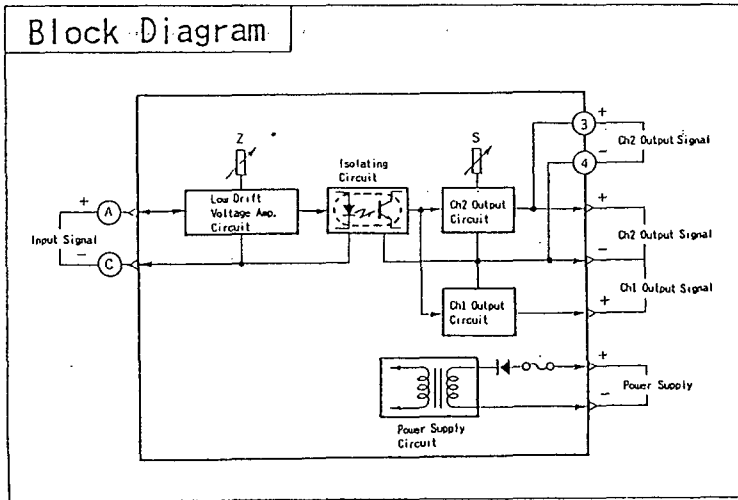 Block Diagram
Z
S
Isolating
Circuit
3
+
Ch2 Output Signal
-
4
+
A
Low Drift
Voltage Amp.
Circuit
Ch2 Output
Circuit
+
Ch2 Output Signal
Input Signal
-
C
-
Ch1 Output Signal
Ch1 Output
Circuit
+
+
Power Supply
-
Power Supply
Circuit